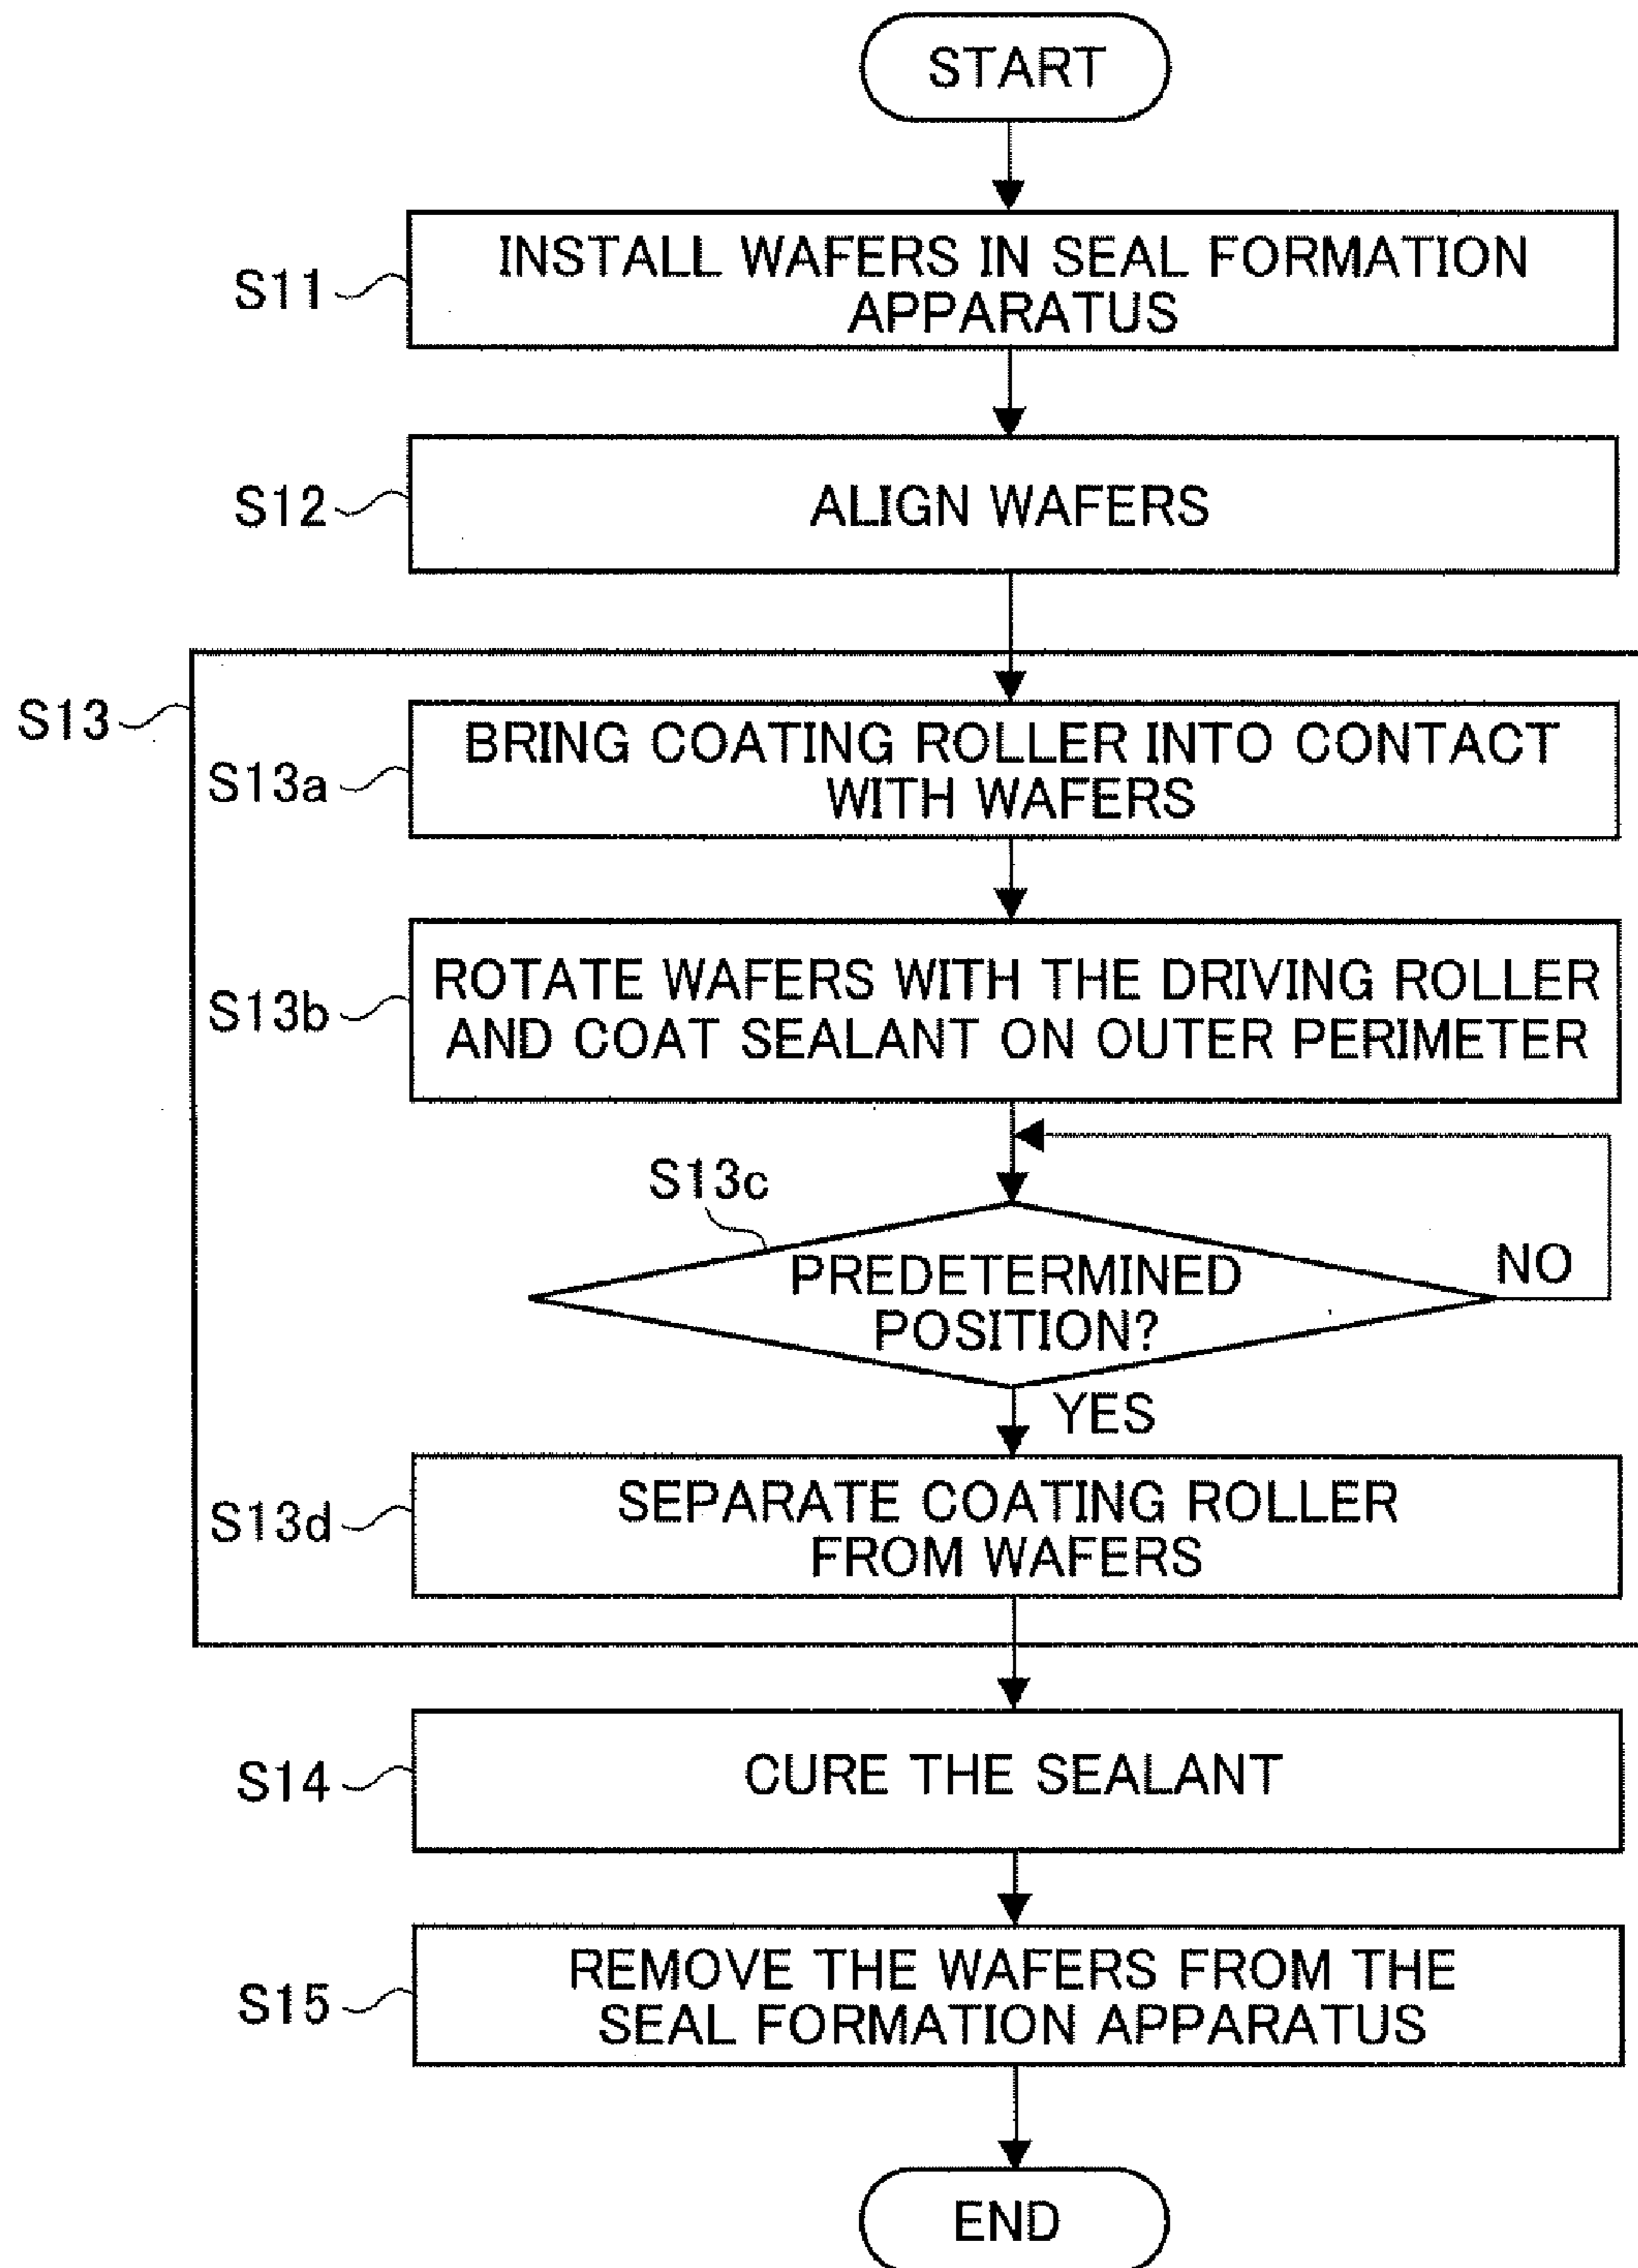 START
S11
INSTALL WAFERS IN SEAL FORMATION
APPARATUS
S12
ALIGN WAFERS
S13
S13a
BRING COATING ROLLER INTO CONTACT
WITH WAFERS
S13b
ROTATE WAFERS WITH THE DRIVING ROLLER
AND COAT SEALANT ON OUTER PERIMETER
S13c
PREDETERMINED
POSITION?
NO
YES
S13d
SEPARATE COATING ROLLER
FROM WAFERS
S14
CURE THE SEALANT
S15
REMOVE THE WAFERS FROM THE
SEAL FORMATION APPARATUS
END